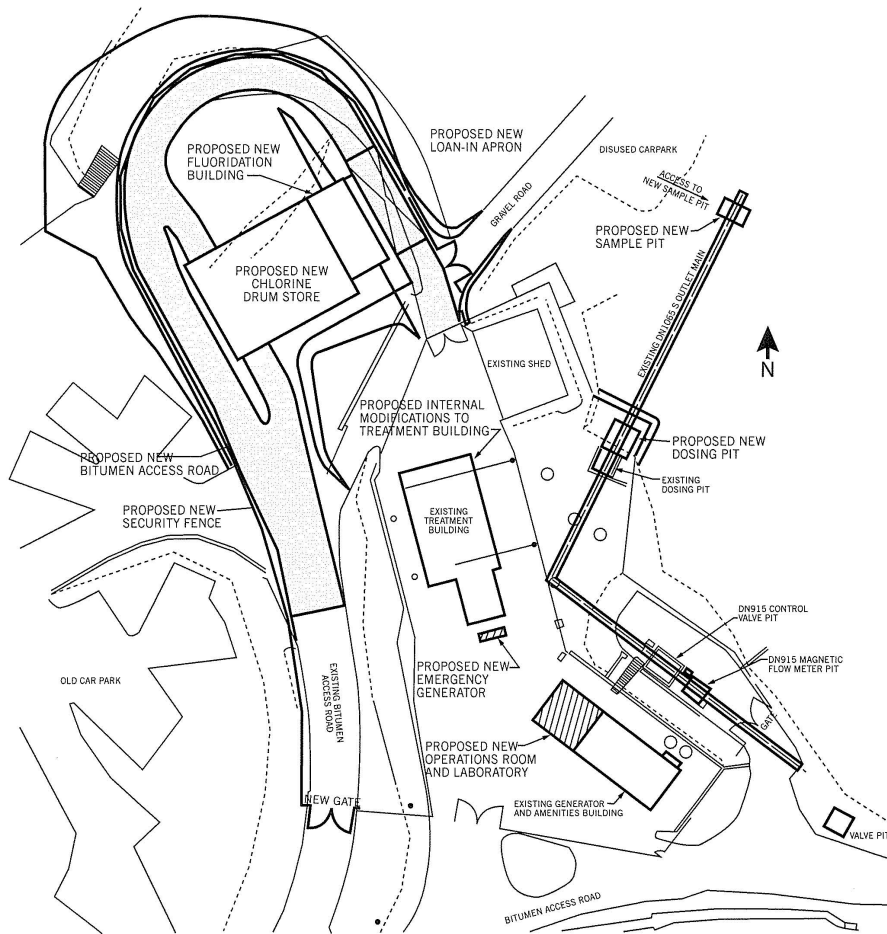 PROPOSED NEW
FLUORIDATION
BUILDING
PROPOSED NEW
LOAN-IN APRON
DISUSED CARPARK
ACCESS TO
NEW SAMPLE PIT
GRAVEL ROAD
PROPOSED NEW
SAMPLE PIT
PROPOSED NEW
CHLORINE
DRUM STORE
EXISTING DN1065 S OUTLET MAIN
N
EXISTING SHED
PROPOSED INTERNAL
MODIFICATIONS TO
TREATMENT BUILDING
PROPOSED NEW
DOSING PIT
PROPOSED NEW
BITUMEN ACCESS ROAD
EXISTING
DOSING PIT
PROPOSED NEW
SECURITY FENCE
EXISTING
TREATMENT
BUILDING
DN915 CONTROL
VALVE PIT
DN915 MAGNETIC
FLOW METER PIT
PROPOSED NEW
EMERGENCY
GENERATOR
OLD CAR PARK
EXISTING BITUMEN
ACCESS ROAD
GATE
PROPOSED NEW
OPERATIONS ROOM
AND LABORATORY
NEW GATE
EXISTING GENERATOR
AND AMENITIES BUILDING
VALVE PIT
BITUMEN ACCESS ROAD